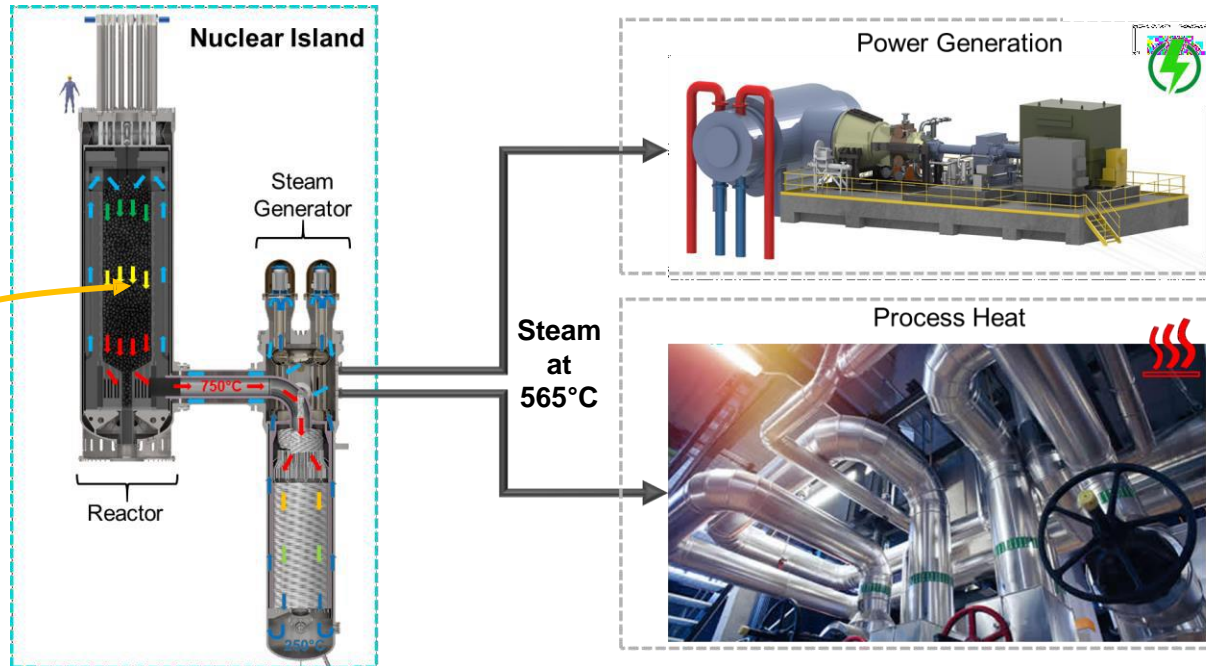 Nuclear Island
Steam
Generator
750°C
Reactor
250°C
Steam
at
565°C
Power Generation
Process Heat